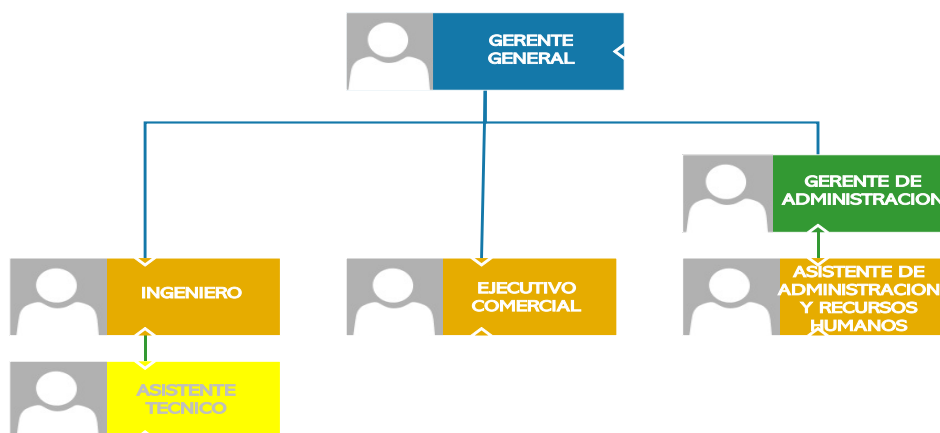 GERENTE
GENERAL
GERENTE DE
ADMINISTRACION
INGENIERO
EJECUTIVO
COMERCIAL
ASISTENTE DE
ADMINISTRACION
Y RECURSOS
HUMANOS
ASISTENTE
TECNICO